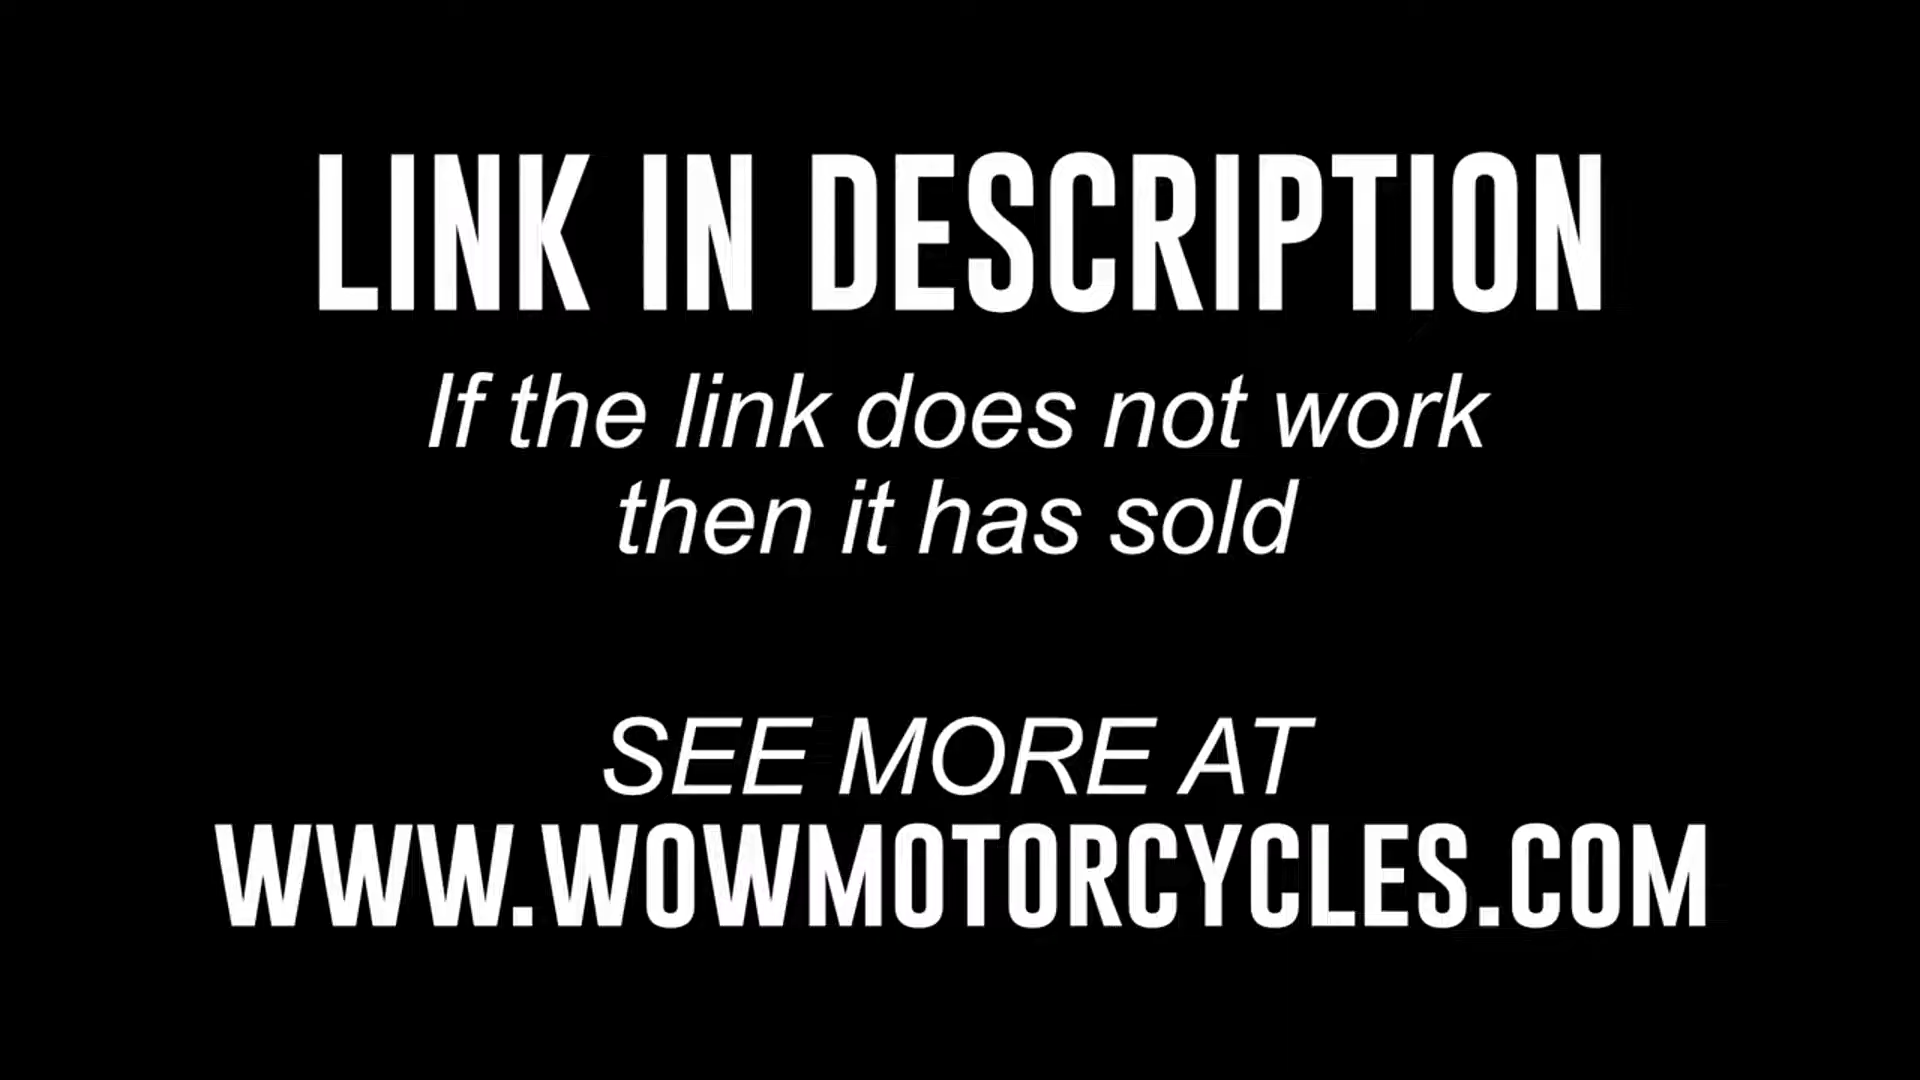 LINK IN DESCRIPTION
If the link does not work
then it has sold
SEE MORE AT
WWW.WOWMOTORCYCLES.COM